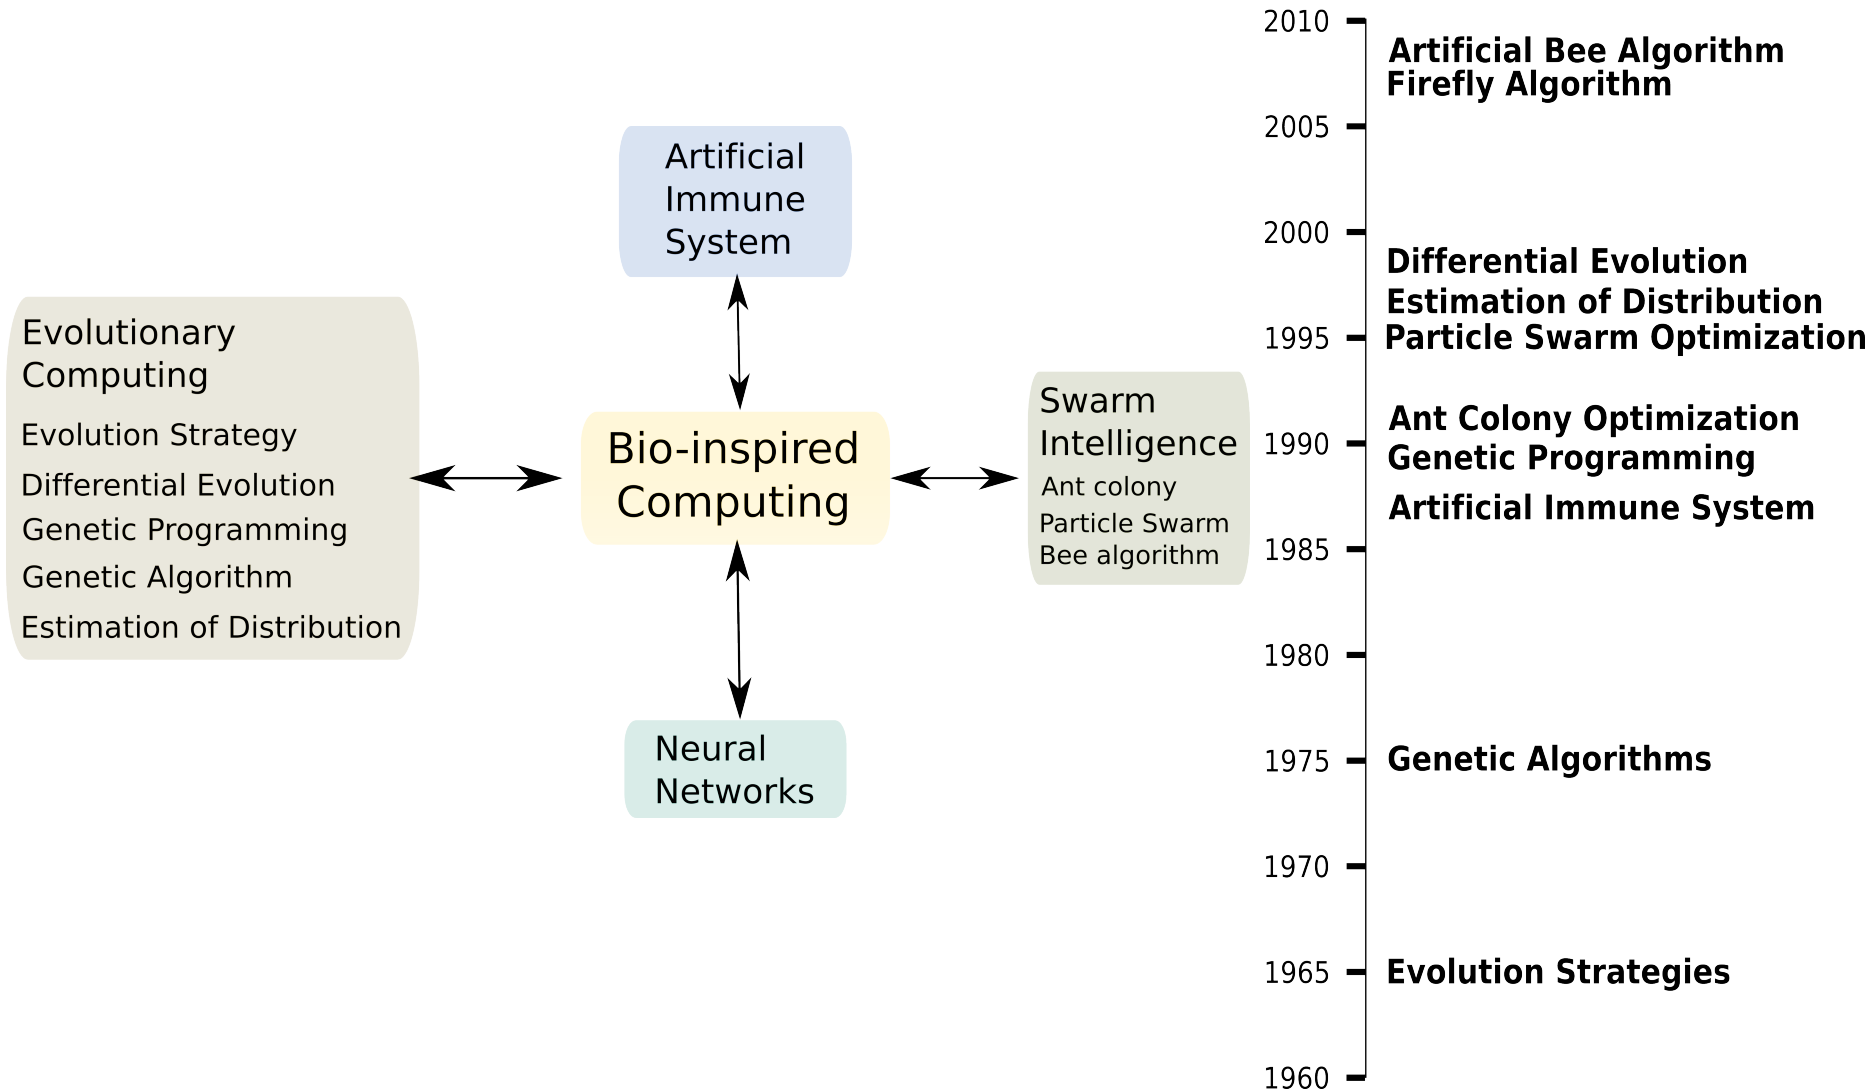 Artificial
Immune
System
Evolutionary
Computing
Evolution Strategy
Differential Evolution
Genetic Programming
Genetic Algorithm
Estimation of Distribution
Bio-inspired
Computing
Swarm
Intelligence
Ant colony
Particle Swarm
Bee algorithm
Neural
Networks
2010
Artificial Bee Algorithm
Firefly Algorithm
2005
2000
Differential Evolution
Estimation of Distribution
1995 Particle Swarm Optimization
Ant Colony Optimization
1990
Genetic Programming
Artificial Immune System
1985
1980
1975 Genetic Algorithms
1970
1965 Evolution Strategies
1960